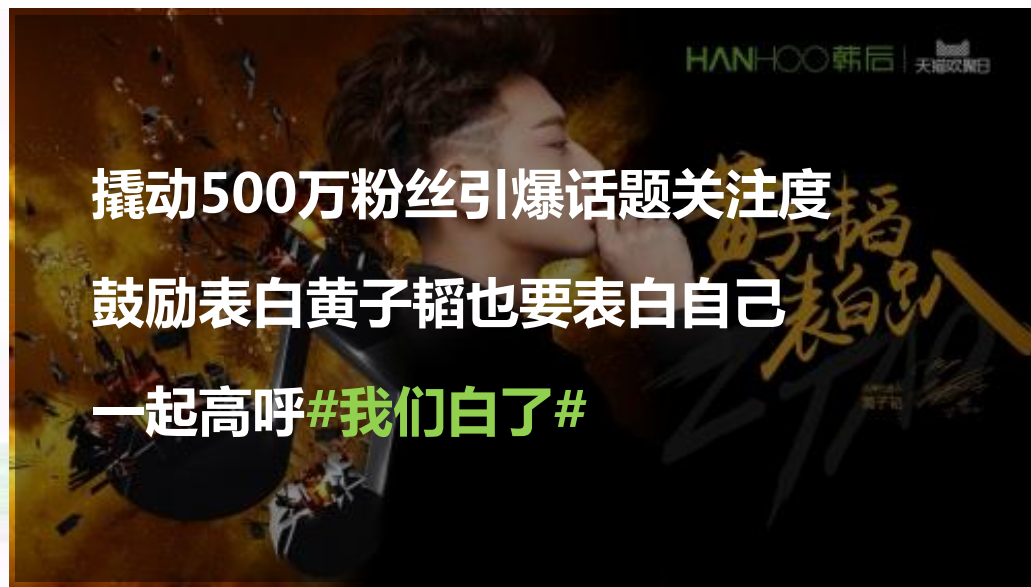 HANHOO韩后
天猫欢聚日
撬动500万粉丝引爆话题关注度
黄子韬
表白趴
鼓励表白黄子韬也要表白自己
ZTAO
一起高呼#我们白了#